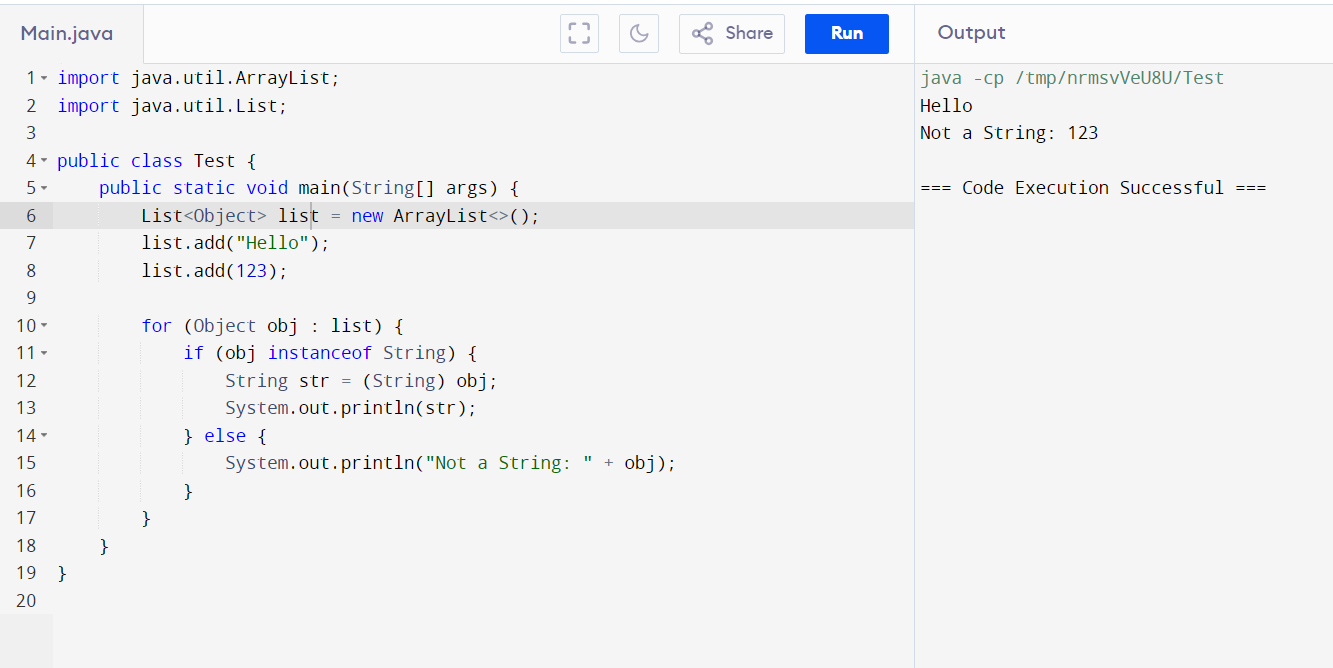 Main.java
Share
Run
Output
1 import java.util.ArrayList;
2 import java.util.List;
3
4 public class Test {
5     public static void main(String[] args) {
6         List<Object> list = new ArrayList<>();
7         list.add("Hello");
8         list.add(123);
9
10         for (Object obj : list) {
11             if (obj instanceof String) {
12                 String str = (String) obj;
13                 System.out.println(str);
14             } else {
15                 System.out.println("Not a String: " + obj);
16             }
17         }
18     }
19 }
20
java -cp /tmp/nrmsvVeU8U/Test
Hello
Not a String: 123
=== Code Execution Successful ===